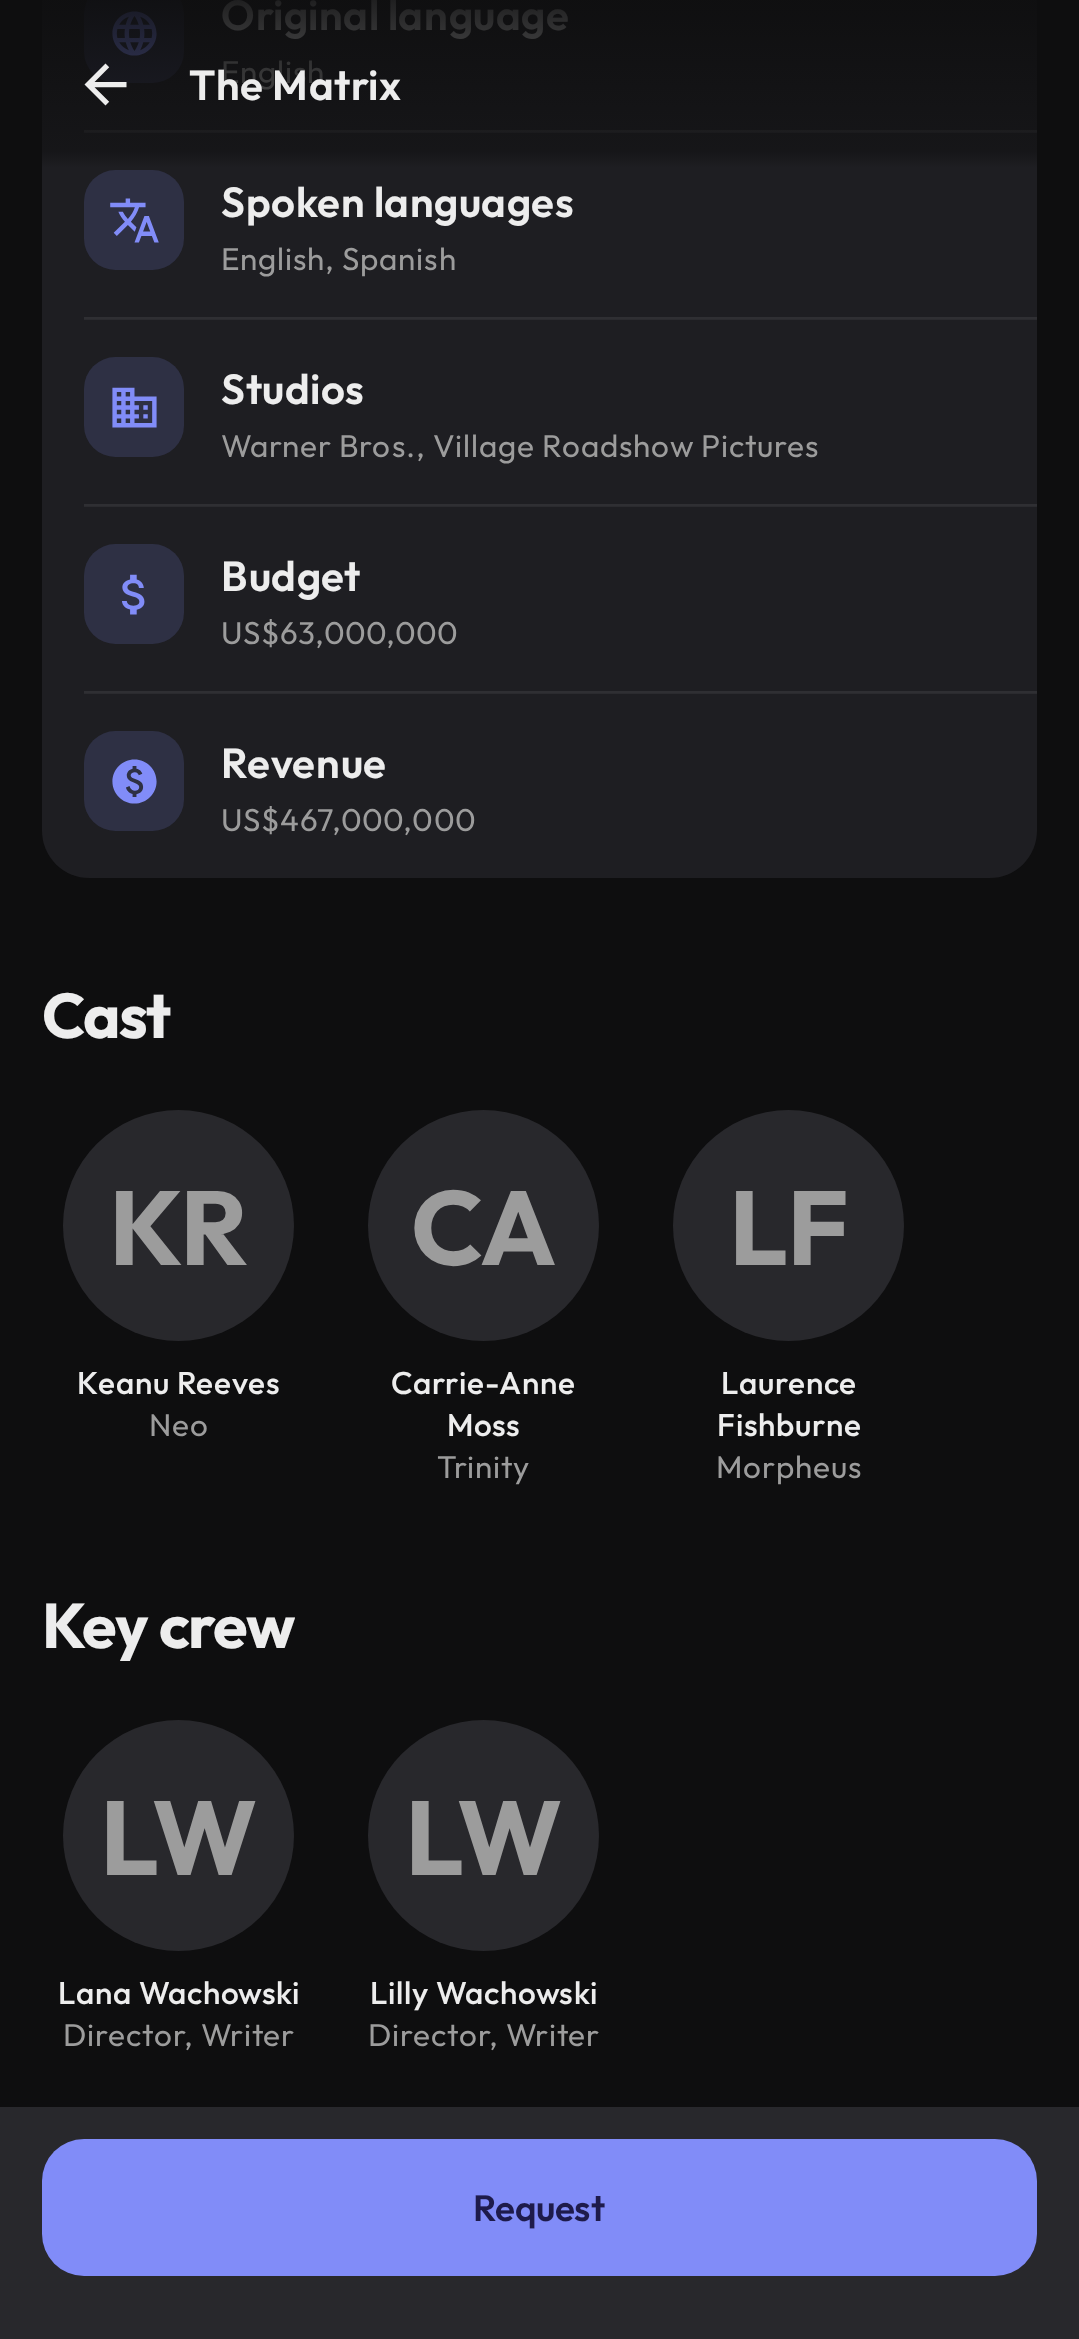 Original language
English
The Matrix
Spoken languages
English, Spanish
Studios
Warner Bros., Village Roadshow Pictures
Budget
US$63,000,000
Revenue
US$467,000,000
Cast
KR
CA
LF
Keanu Reeves
Neo
Carrie-Anne
Moss
Trinity
Laurence
Fishburne
Morpheus
Key crew
LW
LW
Lana Wachowski
Director, Writer
Lilly Wachowski
Director, Writer
Request